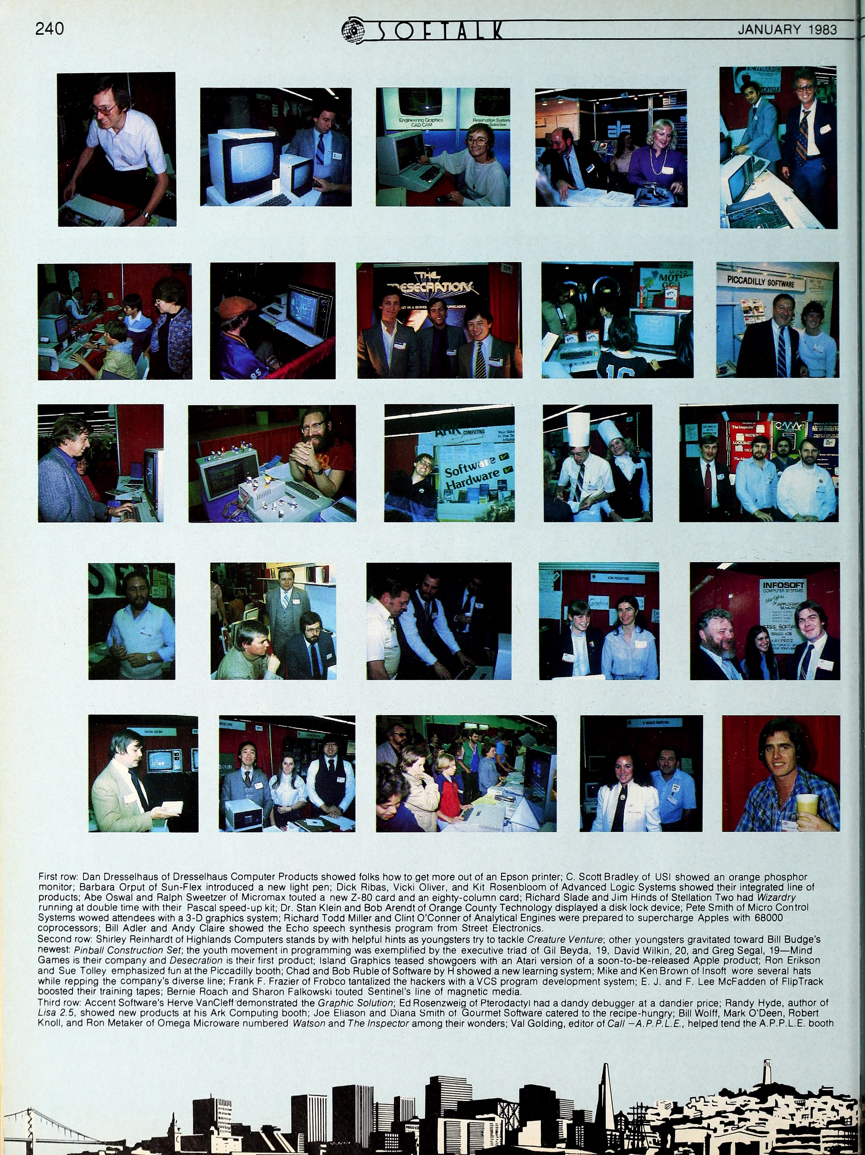 240
SOFTALK
JANUARY 1983
Engineering Graphics
CAD/CAM
Reservation Systems
THE
DESECRATION
PICCADILLY SOFTWARE
16
ARK COMPUTING
Software
Hardware
INFOSOFT
COMPUTER SYSTEMS
First row: Dan Dresselhaus of Dresselhaus Computer Products showed folks how to get more out of an Epson printer; C. Scott Bradley of USI showed an orange phosphor
monitor; Barbara Orput of Sun-Flex introduced a new light pen; Dick Ribas, Vicki Oliver, and Kit Rosenbloom of Advanced Logic Systems showed their integrated line of
products; Abe Oswal and Ralph Sweetzer of Micromax touted a new Z-80 card and an eighty-column card; Richard Slade and Jim Hinds of Stellation Two had Wizardry
running at double time with their Pascal speed-up kit; Dr. Stan Klein and Bob Arendt of Orange County Technology displayed a disk lock device; Pete Smith of Micro Control
Systems wowed attendees with a 3-D graphics system; Richard Todd Miller and Clint O'Conner of Analytical Engines were prepared to supercharge Apples with 68000
coprocessors; Bill Adler and Andy Claire showed the Echo speech synthesis program from Street Electronics.
Second row: Shirley Reinhardt of Highlands Computers stands by with helpful hints as youngsters try to tackle Creature Venture; other youngsters gravitated toward Bill Budge's
newest: Pinball Construction Set; the youth movement in programming was exemplified by the executive triad of Gil Beyda, 19, David Wilkin, 20, and Greg Segal, 19—Mind
Games is their company and Desecration is their first product; Island Graphics teased showgoers with an Atari version of a soon-to-be-released Apple product; Ron Erikson
and Sue Tolley emphasized fun at the Piccadilly booth; Chad and Bob Ruble of Software by H showed a new learning system; Mike and Ken Brown of Insoft wore several hats
while repping the company's diverse line; Frank F. Frazier of Frobco tantalized the hackers with a VCS program development system; E. J. and F. Lee McFadden of FlipTrack
boosted their training tapes; Bernie Roach and Sharon Falkowski touted Sentinel's line of magnetic media.
Third row: Accent Software's Herve VanCleff demonstrated the Graphic Solution; Ed Rosenzweig of Pterodactyl had a dandy debugger at a dandier price; Randy Hyde, author of
Lisa 2.5, showed new products at his Ark Computing booth; Joe Eliason and Diana Smith of Gourmet Software catered to the recipe-hungry; Bill Wolff, Mark O'Deen, Robert
Knoll, and Ron Metaker of Omega Microware numbered Watson and The Inspector among their wonders; Val Golding, editor of Call —A.P.P.L.E., helped tend the A.P.P.L.E. booth